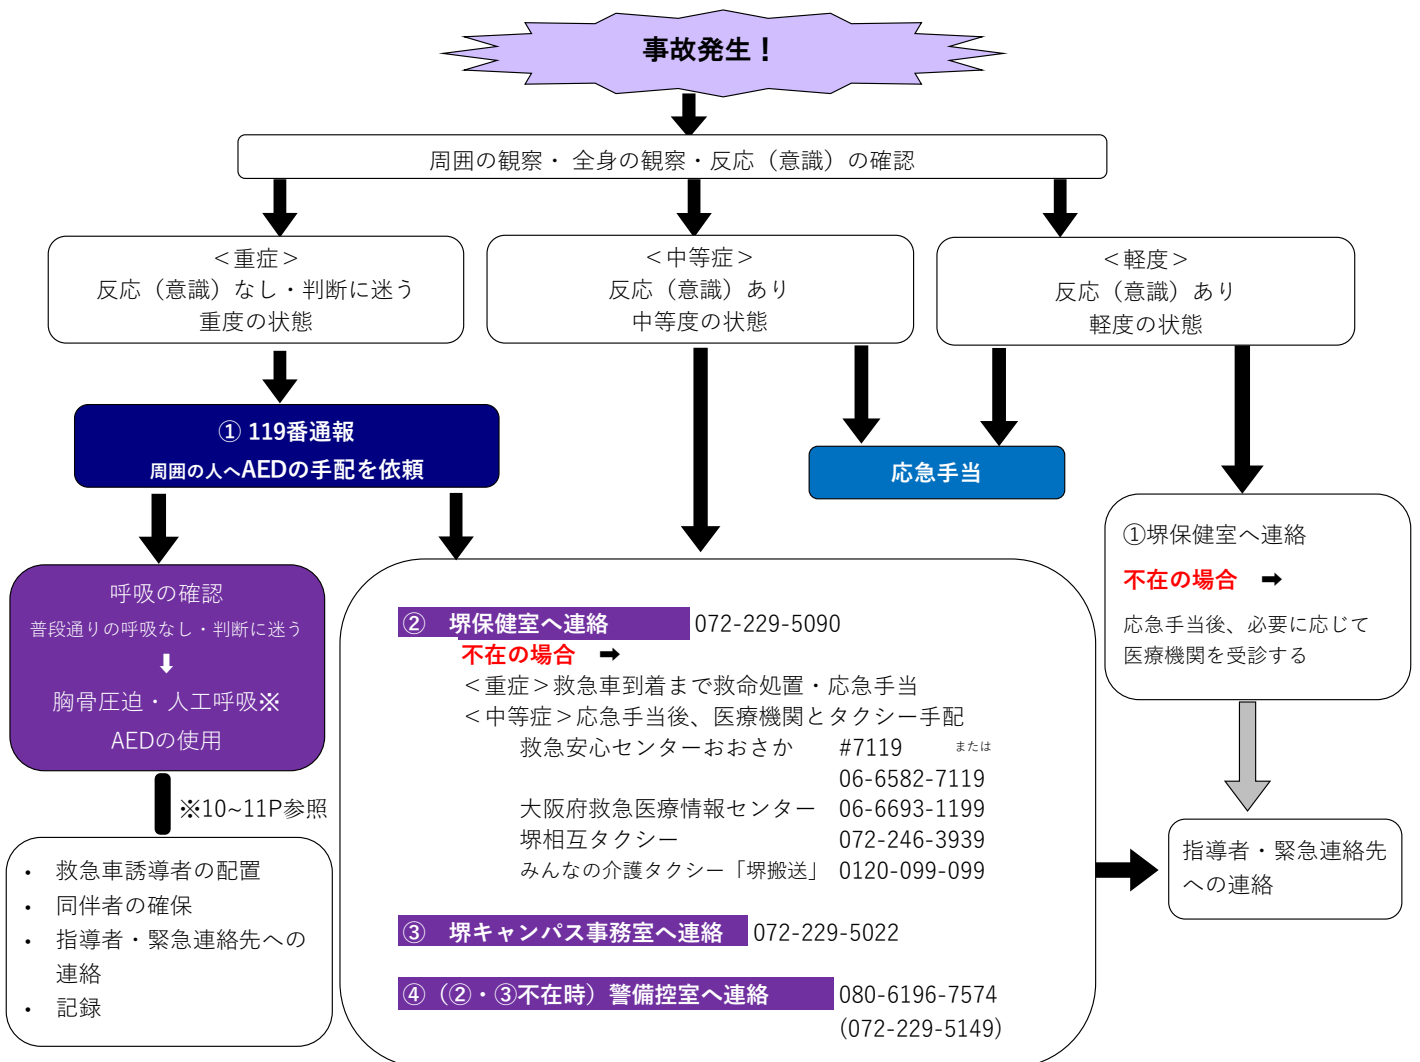 事故発生！
周囲の観察・ 全身の観察・反応（意識）の確認
＜重症＞
反応（意識）なし・判断に迷う
重度の状態
＜中等症＞
反応（意識）あり
中等度の状態
＜軽度＞
反応（意識）あり
軽度の状態
① 119番通報
周囲の人へAEDの手配を依頼
応急手当
呼吸の確認
普段通りの呼吸なし・判断に迷う
⬇
胸骨圧迫・人工呼吸※
AEDの使用
※10~11P参照
• 救急車誘導者の配置
• 同伴者の確保
• 指導者・緊急連絡先への
連絡
• 記録
② 堺保健室へ連絡 072-229-5090
不在の場合 ➡
＜重症＞救急車到着まで救命処置・応急手当
＜中等症＞応急手当後、医療機関とタクシー手配
救急安心センターおおさか #7119 または
06-6582-7119
大阪府救急医療情報センター 06-6693-1199
堺相互タクシー 072-246-3939
みんなの介護タクシー「堺搬送」 0120-099-099
③ 堺キャンパス事務室へ連絡 072-229-5022
④（②・③不在時）警備控室へ連絡 080-6196-7574
(072-229-5149)
①堺保健室へ連絡
不在の場合 ➡
応急手当後、必要に応じて
医療機関を受診する
指導者・緊急連絡先
への連絡